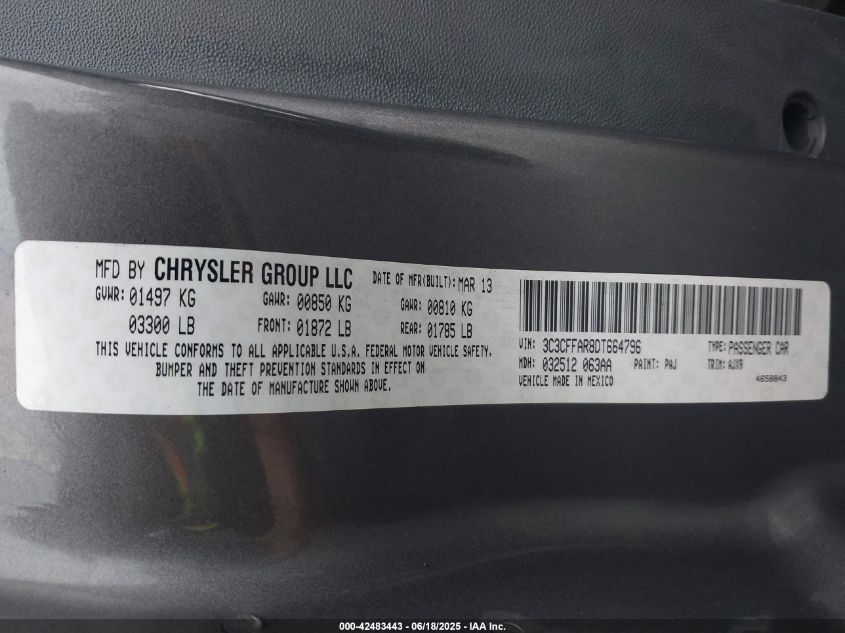 MFD BY CHRYSLER GROUP LLC DATE OF MFR(BUILT): MAR 13
GVWR: 01497 KG GAWR: 00850 KG GAWR: 00810 KG
03300 LB FRONT: 01872 LB REAR: 01785 LB
THIS VEHICLE CONFORMS TO ALL APPLICABLE U.S.A. FEDERAL MOTOR VEHICLE SAFETY,
BUMPER AND THEFT PREVENTION STANDARDS IN EFFECT ON
THE DATE OF MANUFACTURE SHOWN ABOVE.
VIN: 3C3CFFAR8DT664796 TYPE: PASSENGER CAR
MDH: 032512 063AA PAINT: PAJ TRIM: AJX9
VEHICLE MADE IN MEXICO 4658843
000-42483443 - 06/18/2025 - IAA Inc.